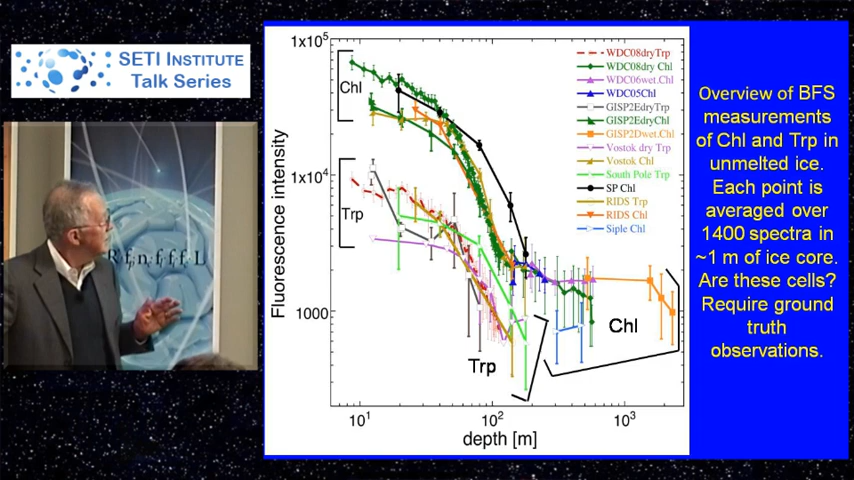 SETI INSTITUTE
Talk Series
1x10⁵
1x10⁴
1000
Fluorescence intensity
10¹
10²
10³
depth [m]
Chl
Trp
Trp
Chl
WDC08dryTrp
WDC08dry Chl
WDC06wet.Chl
WDC05Chl
GISP2EdryTrp
GISP2EdryChl
GISP2Dwet.Chl
Vostok dry Trp
Vostok Chl
South Pole Trp
SP Chl
RIDS Trp
RIDS Chl
Siple Chl
Overview of BFS
measurements
of Chl and Trp in
unmelted ice.
Each point is
averaged over
1400 spectra in
~1 m of ice core.
Are these cells?
Require ground
truth
observations.